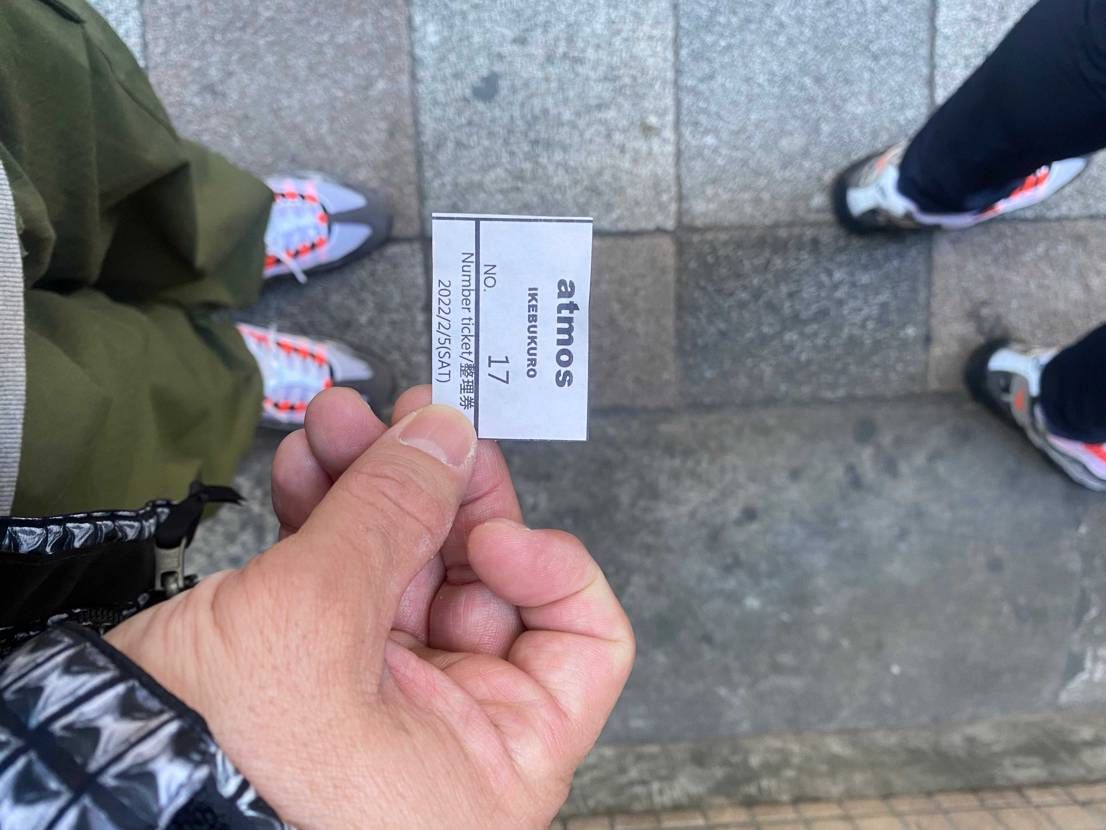 atmos
IKEBUKURO
NO. 17
Number ticket/整理券
2022/2/5(SAT)